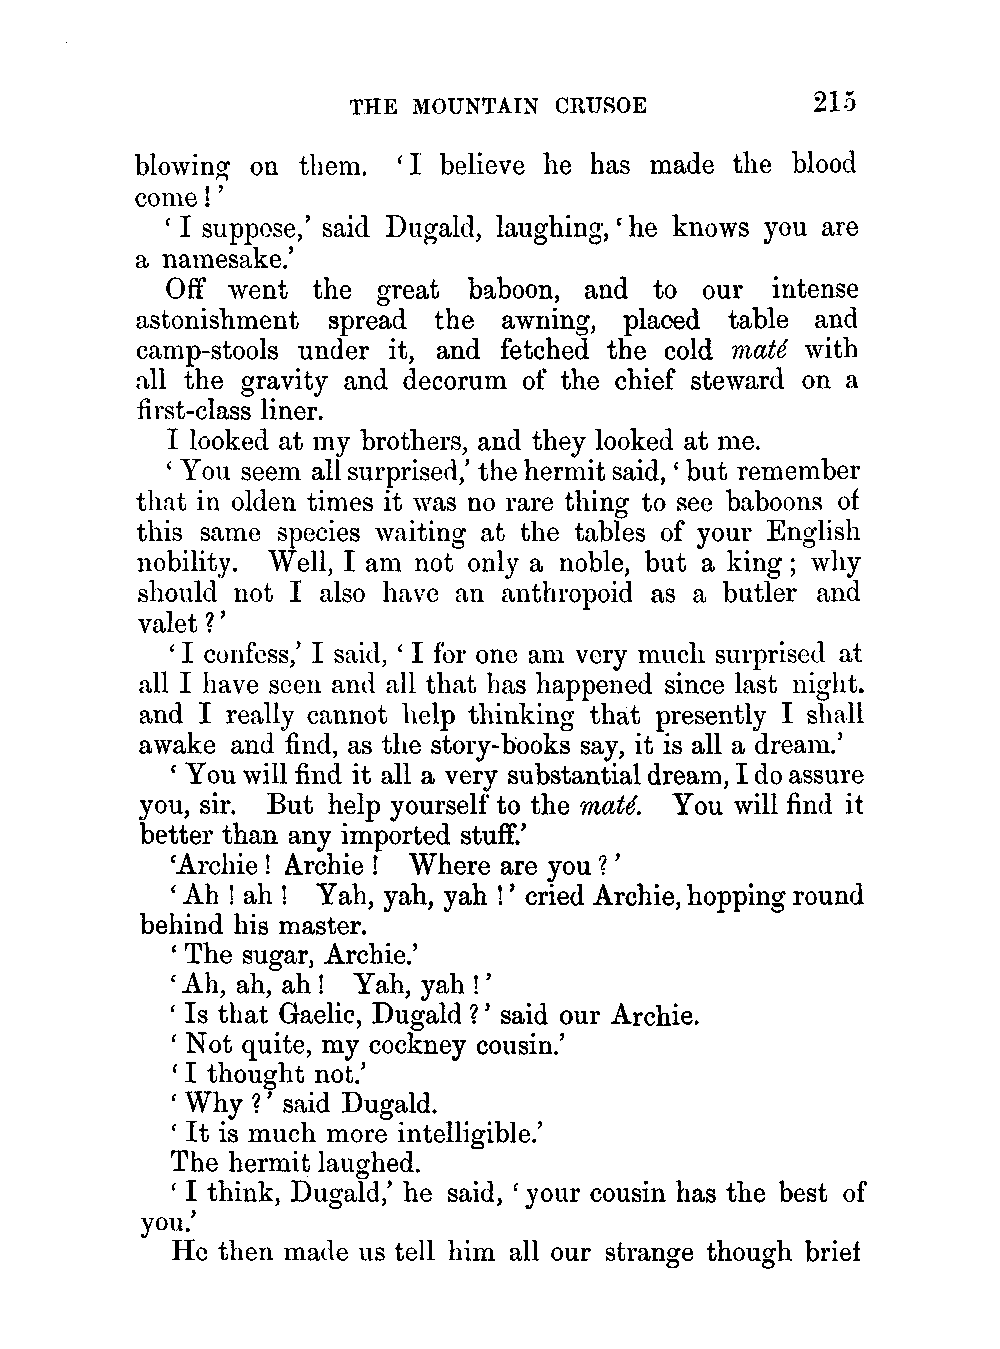 THE MOUNTAIN CRUSOE 215
blowing on them. ‘I believe he has made the blood
come!’
‘I suppose,’ said Dugald, laughing, ‘he knows you are
a namesake.’
Off went the great baboon, and to our intense
astonishment spread the awning, placed table and
camp-stools under it, and fetched the cold maté with
all the gravity and decorum of the chief steward on a
first-class liner.
I looked at my brothers, and they looked at me.
‘You seem all surprised,’ the hermit said, ‘but remember
that in olden times it was no rare thing to see baboons of
this same species waiting at the tables of your English
nobility. Well, I am not only a noble, but a king; why
should not I also have an anthropoid as a butler and
valet?’
‘I confess,’ I said, ‘I for one am very much surprised at
all I have seen and all that has happened since last night.
and I really cannot help thinking that presently I shall
awake and find, as the story-books say, it is all a dream.’
‘You will find it all a very substantial dream, I do assure
you, sir. But help yourself to the maté. You will find it
better than any imported stuff.’
‘Archie! Archie! Where are you?’
‘Ah! ah! Yah, yah, yah!’ cried Archie, hopping round
behind his master.
‘The sugar, Archie.’
‘Ah, ah, ah! Yah, yah!’
‘Is that Gaelic, Dugald?’ said our Archie.
‘Not quite, my cockney cousin.’
‘I thought not.’
‘Why?’ said Dugald.
‘It is much more intelligible.’
The hermit laughed.
‘I think, Dugald,’ he said, ‘your cousin has the best of
you.’
He then made us tell him all our strange though brief